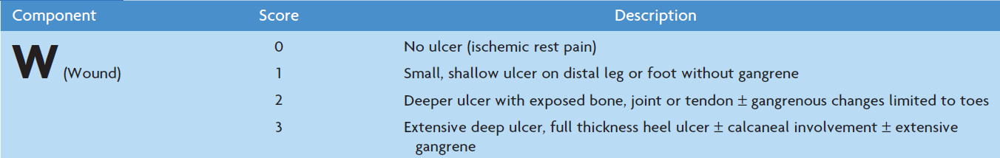 Component Score Description
0 No ulcer (ischemic rest pain)
W (Wound) 1 Small, shallow ulcer on distal leg or foot without gangrene
2 Deeper ulcer with exposed bone, joint or tendon ± gangrenous changes limited to toes
3 Extensive deep ulcer, full thickness heel ulcer ± calcaneal involvement ± extensive
gangrene